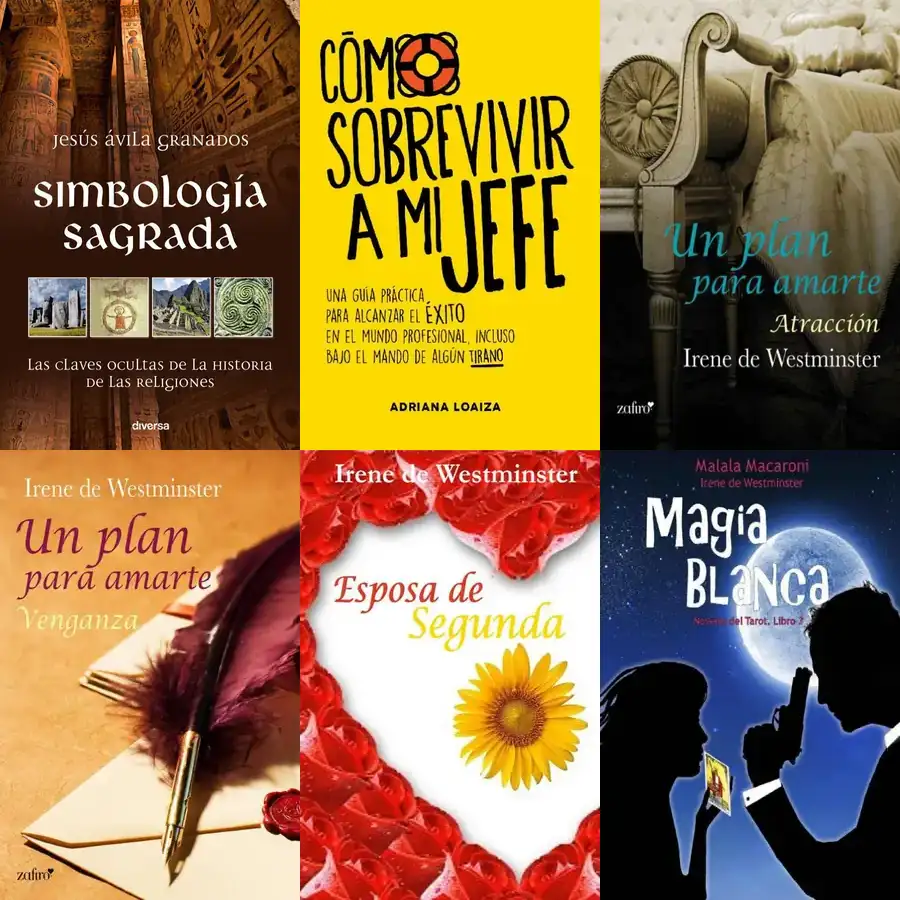 Jesús Ávila Granados
Simbología
Sagrada
Las claves ocultas de la historia
de las religiones
diversa
CÓMO
SOBREVIVIR
A MI JEFE
UNA GUÍA PRÁCTICA
PARA ALCANZAR EL ÉXITO
EN EL MUNDO PROFESIONAL, INCLUSO
BAJO EL MANDO DE ALGÚN TIRANO
ADRIANA LOAIZA
Un plan
para amarte
Atracción
Irene de Westminster
zafiro
Irene de Westminster
Un plan
para amarte
Venganza
zafiro
Irene de Westminster
Esposa de
Segunda
Malala Macaroni
Irene de Westminster
Magia
Blanca
Novelas del Tarot. Libro 2